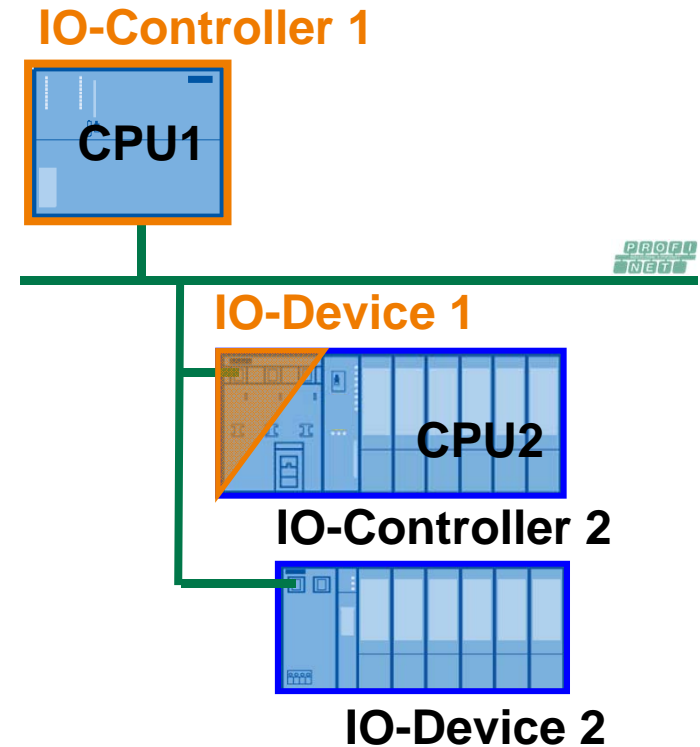 IO-Controller 1
CPU1
PROFI
NET
IO-Device 1
CPU2
IO-Controller 2
IO-Device 2